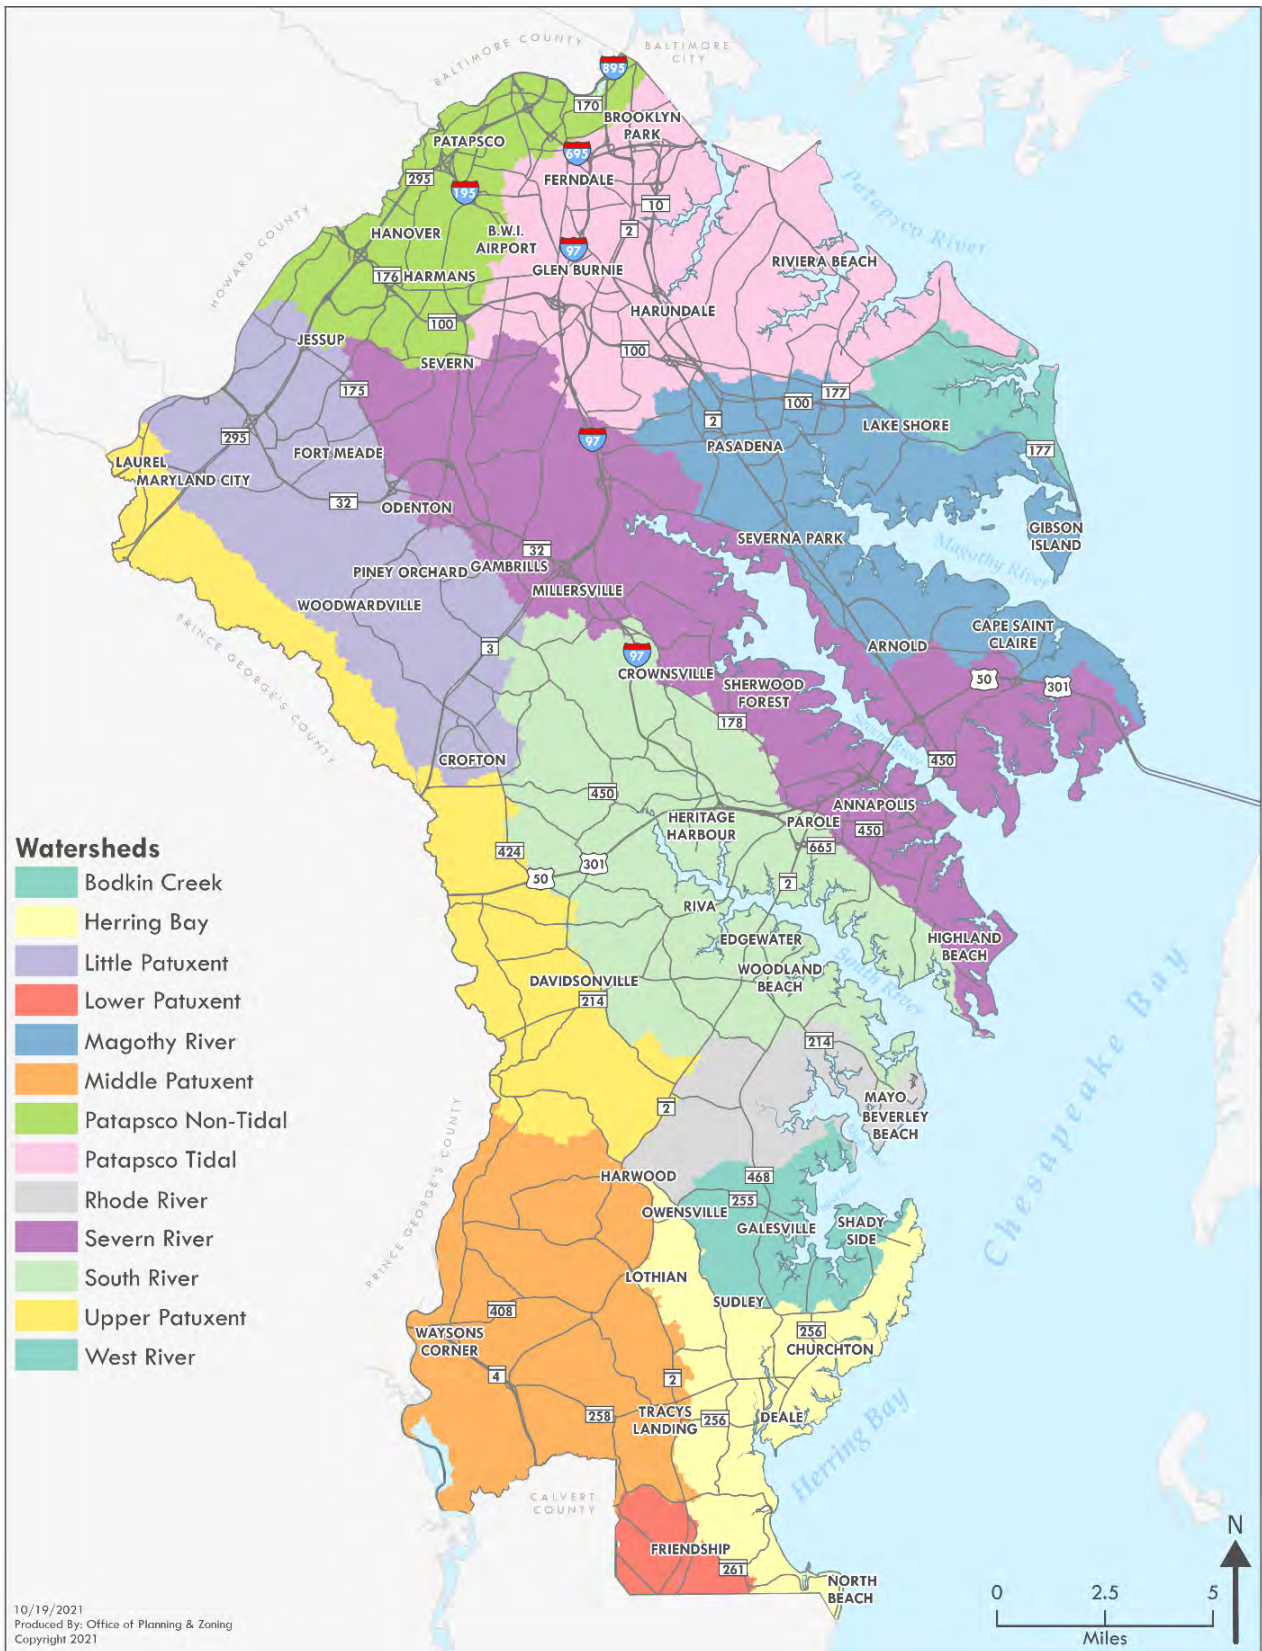 BALTIMORE COUNTY
BALTIMORE
CITY
895
170
BROOKLYN
PARK
PATAPSCO
695
295
195
FERNDALE
Patapsco River
10
HOWARD COUNTY
HANOVER
B.W.I.
AIRPORT
2
97
176
HARMANS
GLEN BURNIE
RIVIERA BEACH
HARUNDALE
100
JESSUP
SEVERN
100
175
177
100
2
LAKE SHORE
295
97
PASADENA
177
FORT MEADE
LAUREL
MARYLAND CITY
32
ODENTON
SEVERNA PARK
GIBSON
ISLAND
Magothy River
32
PINEY ORCHARD
GAMBRILLS
MILLERSVILLE
WOODWARDVILLE
PRINCE GEORGE'S COUNTY
3
97
CAPE SAINT
CLAIRE
ARNOLD
CROWNSVILLE
SHERWOOD
FOREST
50
301
178
Severn River
CROFTON
450
450
ANNAPOLIS
HERITAGE
HARBOUR
PAROLE
450
665
424
301
50
2
RIVA
EDGEWATER
HIGHLAND
BEACH
WOODLAND
BEACH
South River
DAVIDSONVILLE
214
214
Chesapeake Bay
MAYO
BEVERLEY
BEACH
2
PRINCE GEORGE'S COUNTY
HARWOOD
468
255
OWENSVILLE
GALESVILLE
SHADY
SIDE
LOTHIAN
SUDLEY
408
WAYSONS
CORNER
256
CHURCHTON
4
2
258
TRACYS
LANDING
256
DEALE
Herring Bay
CALVERT
COUNTY
FRIENDSHIP
261
NORTH
BEACH
Watersheds
Bodkin Creek
Herring Bay
Little Patuxent
Lower Patuxent
Magothy River
Middle Patuxent
Patapsco Non-Tidal
Patapsco Tidal
Rhode River
Severn River
South River
Upper Patuxent
West River
N
0 2.5 5
Miles
10/19/2021
Produced By: Office of Planning & Zoning
Copyright 2021